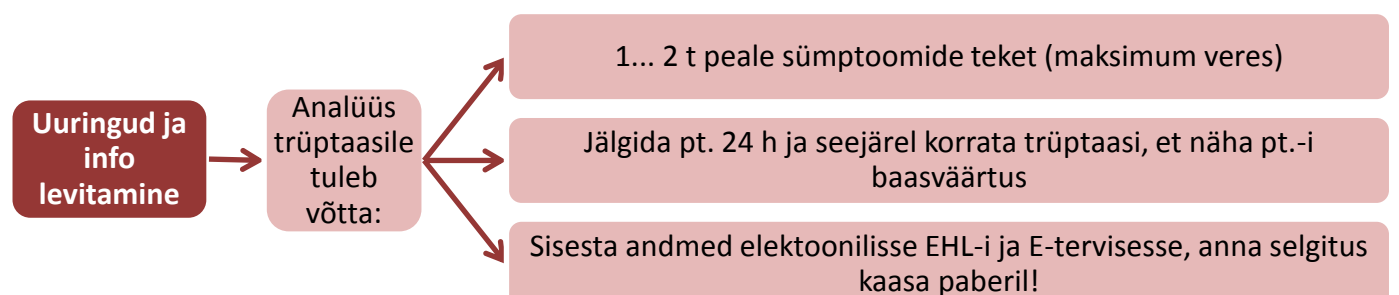 Uuringud ja
info
levitamine
Analüüs
trüptaasile
tuleb
võtta:
1... 2 t peale sümptoomide teket (maksimum veres)
Jälgida pt. 24 h ja seejärel korrata trüptaasi, et näha pt.-i
baasväärtus
Sisesta andmed elektoonilisse EHL-i ja E-tervisesse, anna selgitus
kaasa paberil!